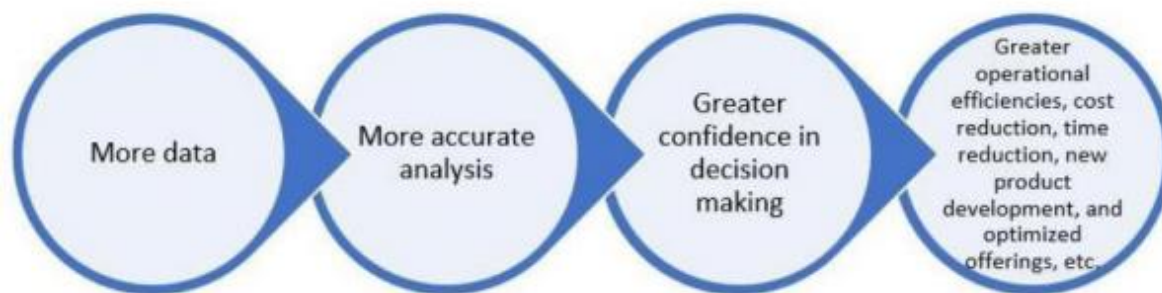 More data
More accurate
analysis
Greater
confidence in
decision
making
Greater
operational
efficiencies, cost
reduction, time
reduction, new
product
development, and
optimized
offerings, etc.